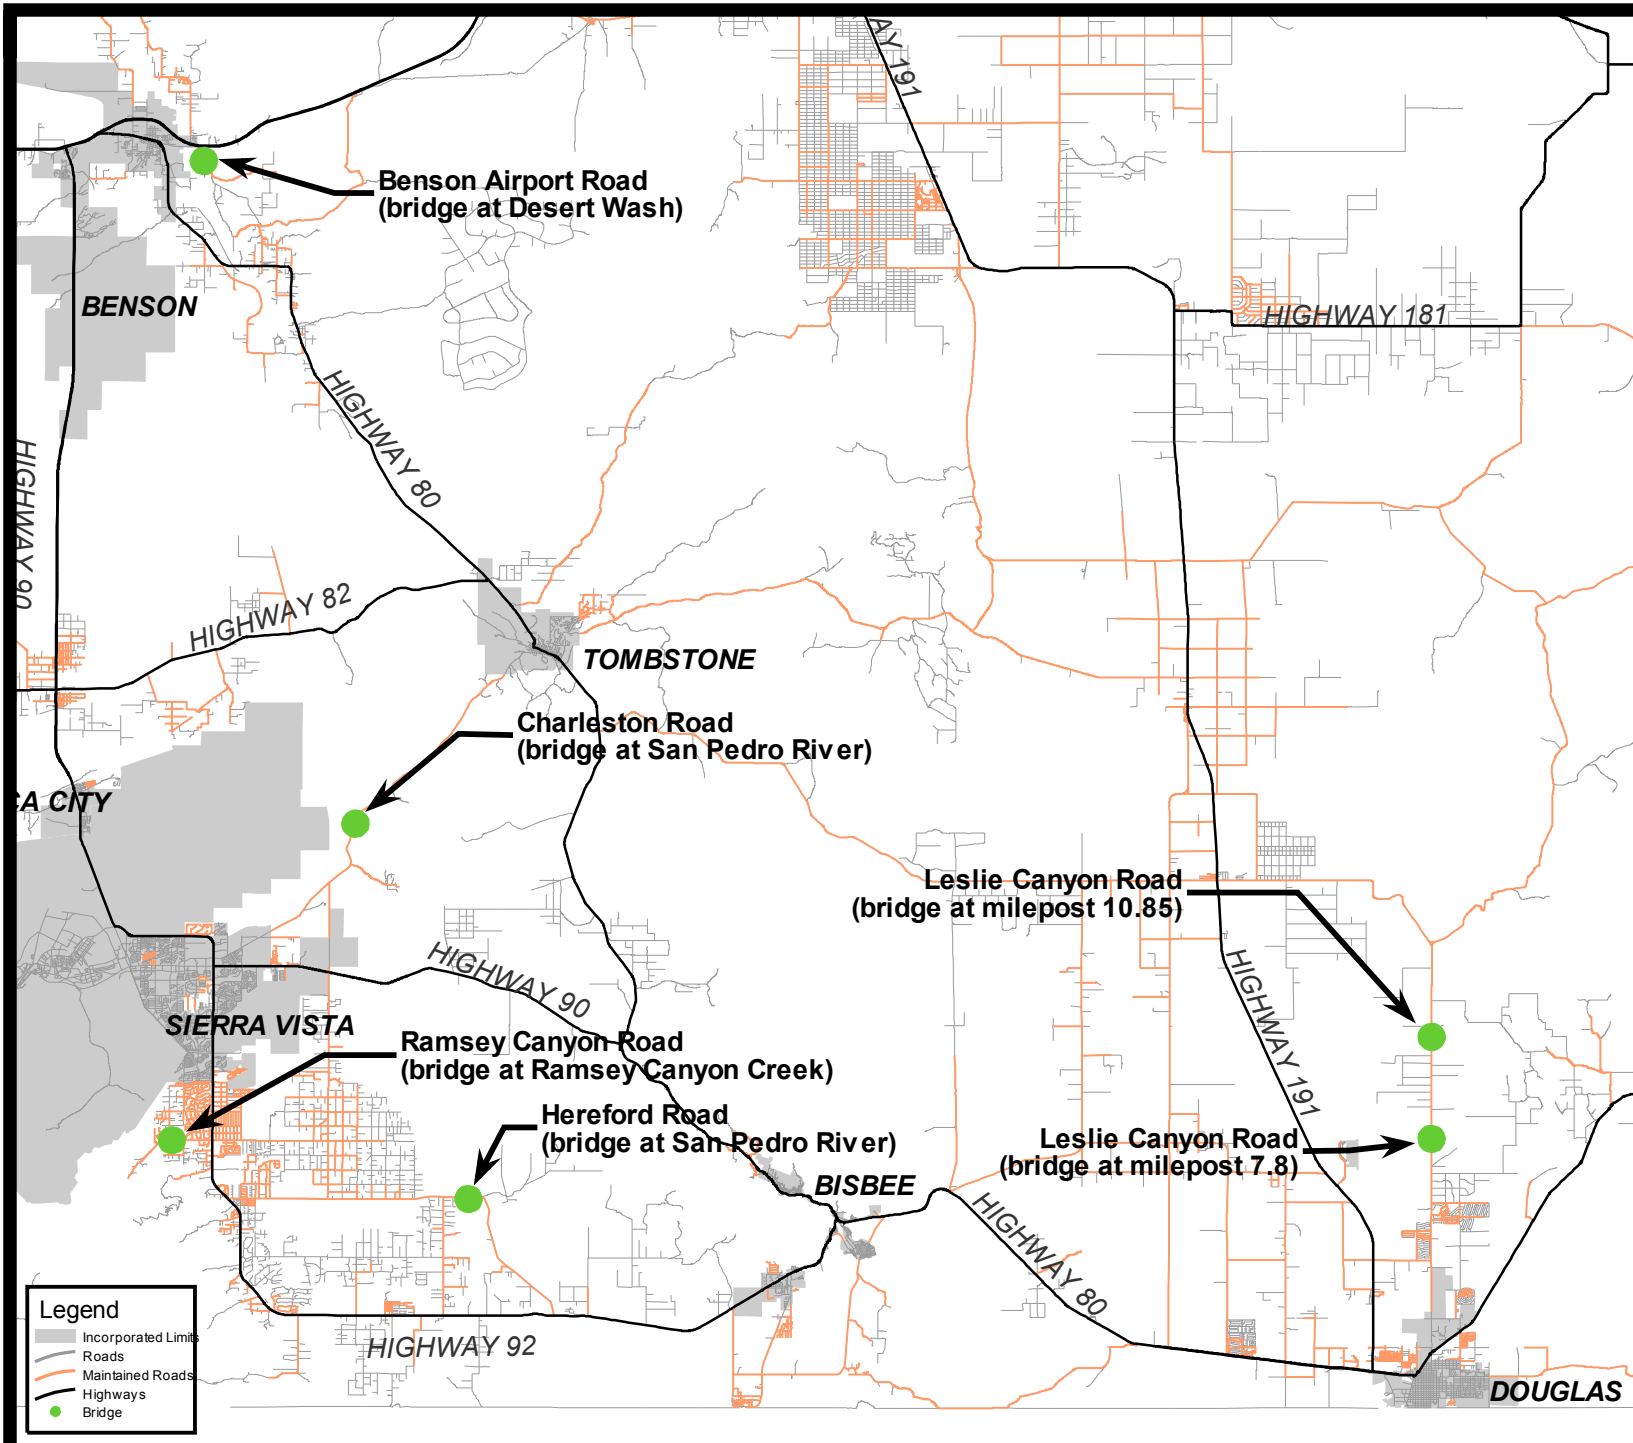 AY 191
Benson Airport Road
(bridge at Desert Wash)
BENSON
HIGHWAY 181
HIGHWAY 80
HIGHWAY 90
HIGHWAY 82
TOMBSTONE
Charleston Road
(bridge at San Pedro River)
CA CITY
Leslie Canyon Road
(bridge at milepost 10.85)
HIGHWAY 90
HIGHWAY 191
SIERRA VISTA
Ramsey Canyon Road
(bridge at Ramsey Canyon Creek)
Hereford Road
(bridge at San Pedro River)
Leslie Canyon Road
(bridge at milepost 7.8)
BISBEE
HIGHWAY 80
HIGHWAY 92
DOUGLAS
Legend
Incorporated Limits
Roads
Maintained Roads
Highways
Bridge